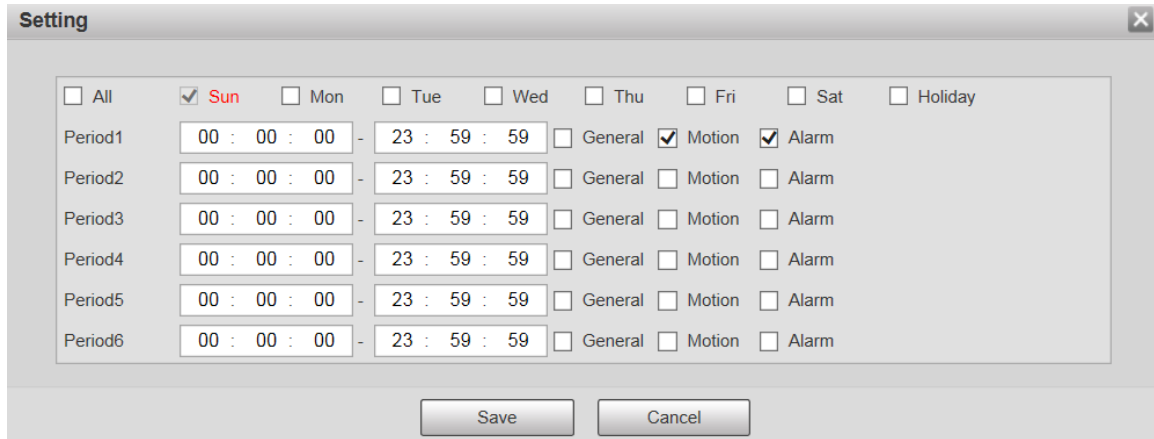 Setting
All Sun Mon Tue Wed Thu Fri Sat Holiday
Period1 00 : 00 : 00 - 23 : 59 : 59 General Motion Alarm
Period2 00 : 00 : 00 - 23 : 59 : 59 General Motion Alarm
Period3 00 : 00 : 00 - 23 : 59 : 59 General Motion Alarm
Period4 00 : 00 : 00 - 23 : 59 : 59 General Motion Alarm
Period5 00 : 00 : 00 - 23 : 59 : 59 General Motion Alarm
Period6 00 : 00 : 00 - 23 : 59 : 59 General Motion Alarm
Save Cancel